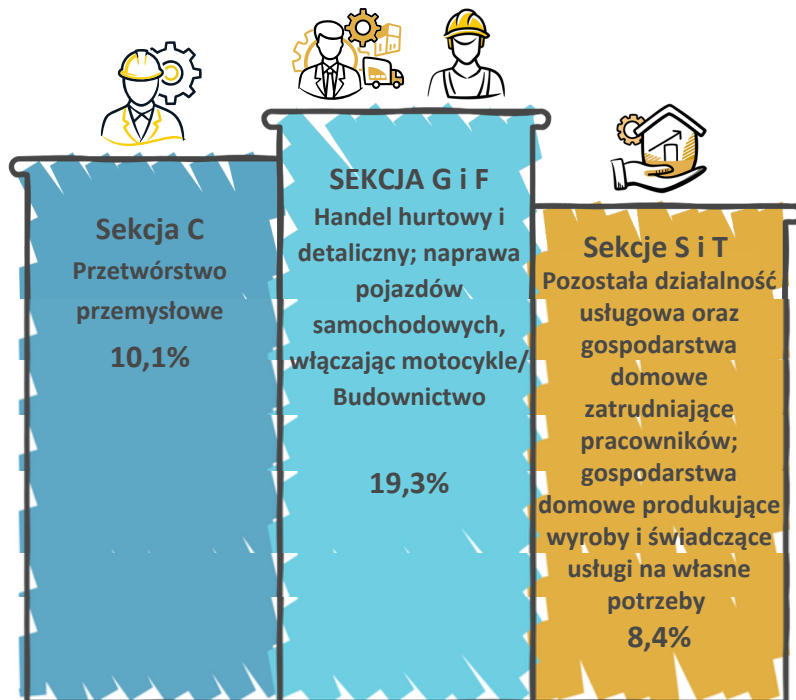 Sekcja C
Przetwórstwo
przemysłowe
10,1%
SEKCJA G i F
Handel hurtowy i
detaliczny; naprawa
pojazdów
samochodowych,
włączając motocykle/
Budownictwo
19,3%
Sekcje S i T
Pozostała działalność
usługowa oraz
gospodarstwa
domowe
zatrudniające
pracowników;
gospodarstwa
domowe produkujące
wyroby i świadczące
usługi na własne
potrzeby
8,4%